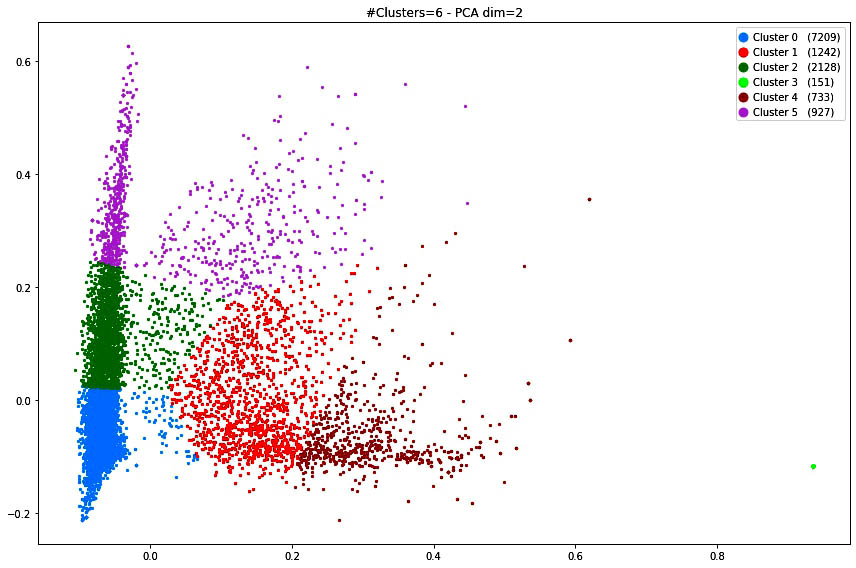 #Clusters=6 - PCA dim=2
Cluster 0 (7209)
Cluster 1 (1242)
Cluster 2 (2128)
Cluster 3 (151)
Cluster 4 (733)
Cluster 5 (927)
0.6
0.4
0.2
0.0
−0.2
0.0 0.2 0.4 0.6 0.8